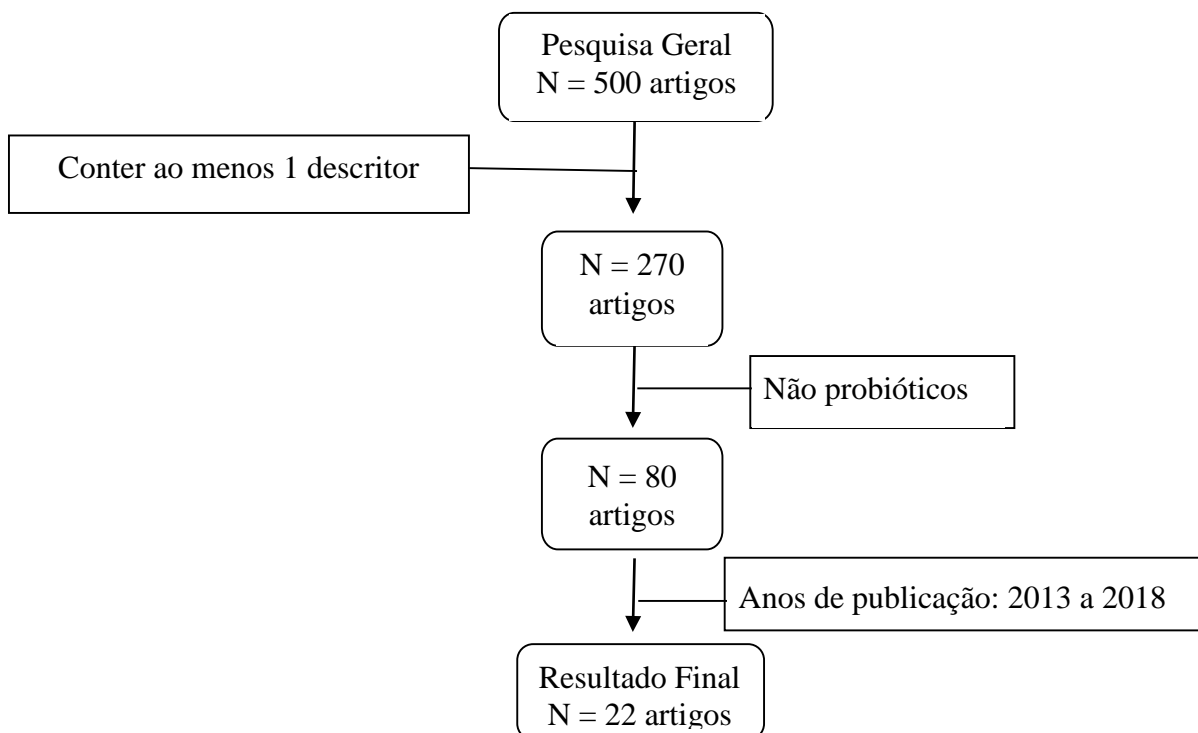 Pesquisa Geral
N = 500 artigos
Conter ao menos 1 descritor
N = 270
artigos
Não probióticos
N = 80
artigos
Anos de publicação: 2013 a 2018
Resultado Final
N = 22 artigos